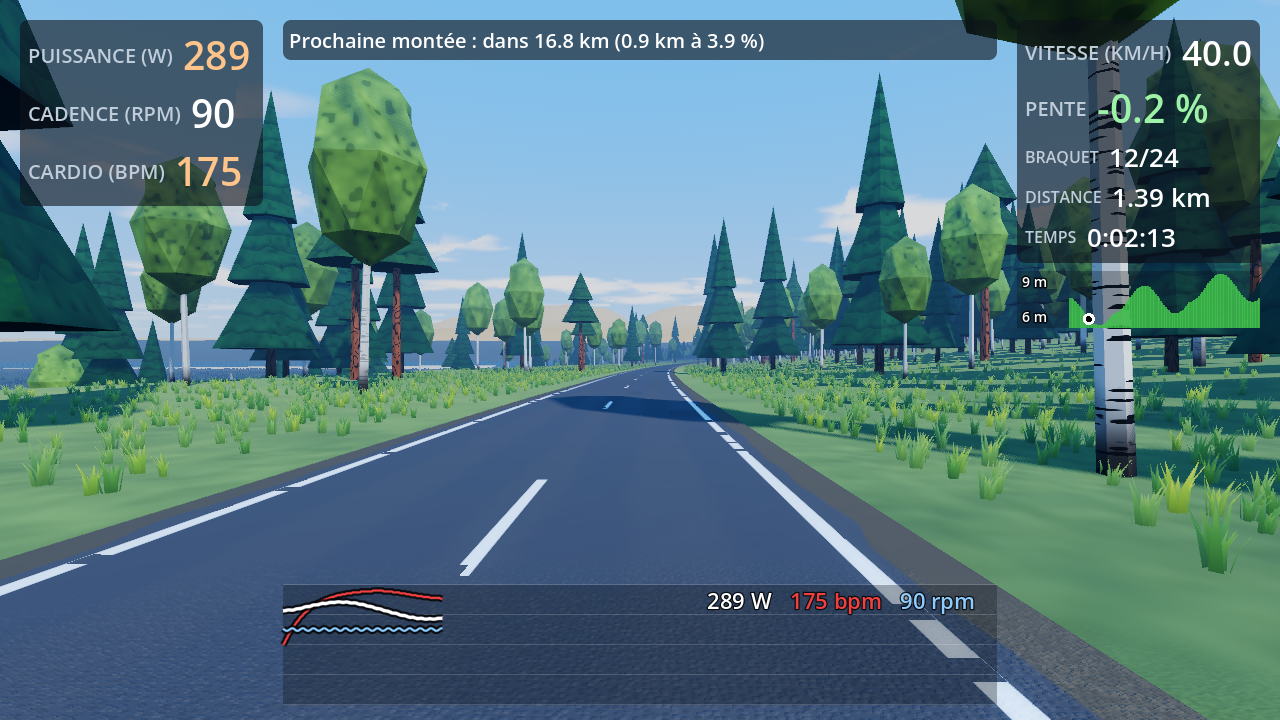 PUISSANCE (W) 289
CADENCE (RPM) 90
CARDIO (BPM) 175
Prochaine montée : dans 16.8 km (0.9 km à 3.9 %)
VITESSE (KM/H) 40.0
PENTE -0.2 %
BRAQUET 12/24
DISTANCE 1.39 km
TEMPS 0:02:13
9 m
6 m
289 W 175 bpm 90 rpm